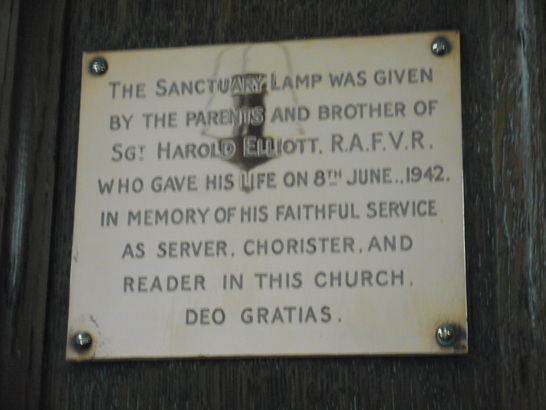 THE SANCTUARY LAMP WAS GIVEN
BY THE PARENTS AND BROTHER OF
SGT HAROLD ELLIOTT. R.A.F.V.R.
WHO GAVE HIS LIFE ON 8TH JUNE..1942.
IN MEMORY OF HIS FAITHFUL SERVICE
AS SERVER. CHORISTER. AND
READER IN THIS CHURCH.
DEO GRATIAS.